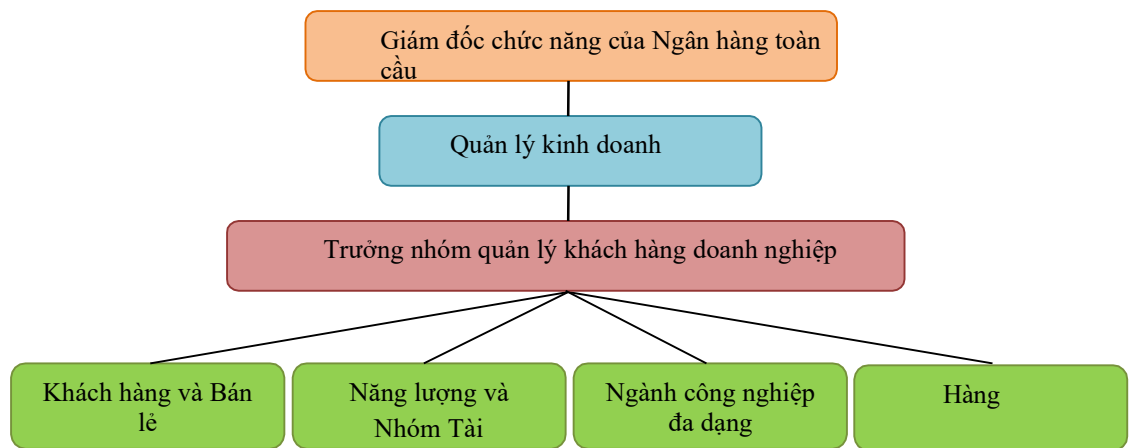 Giám đốc chức năng của Ngân hàng toàn
cầu
Quản lý kinh doanh
Trưởng nhóm quản lý khách hàng doanh nghiệp
Khách hàng và Bán
lẻ
Năng lượng và
Nhóm Tài
Ngành công nghiệp
đa dạng
Hàng